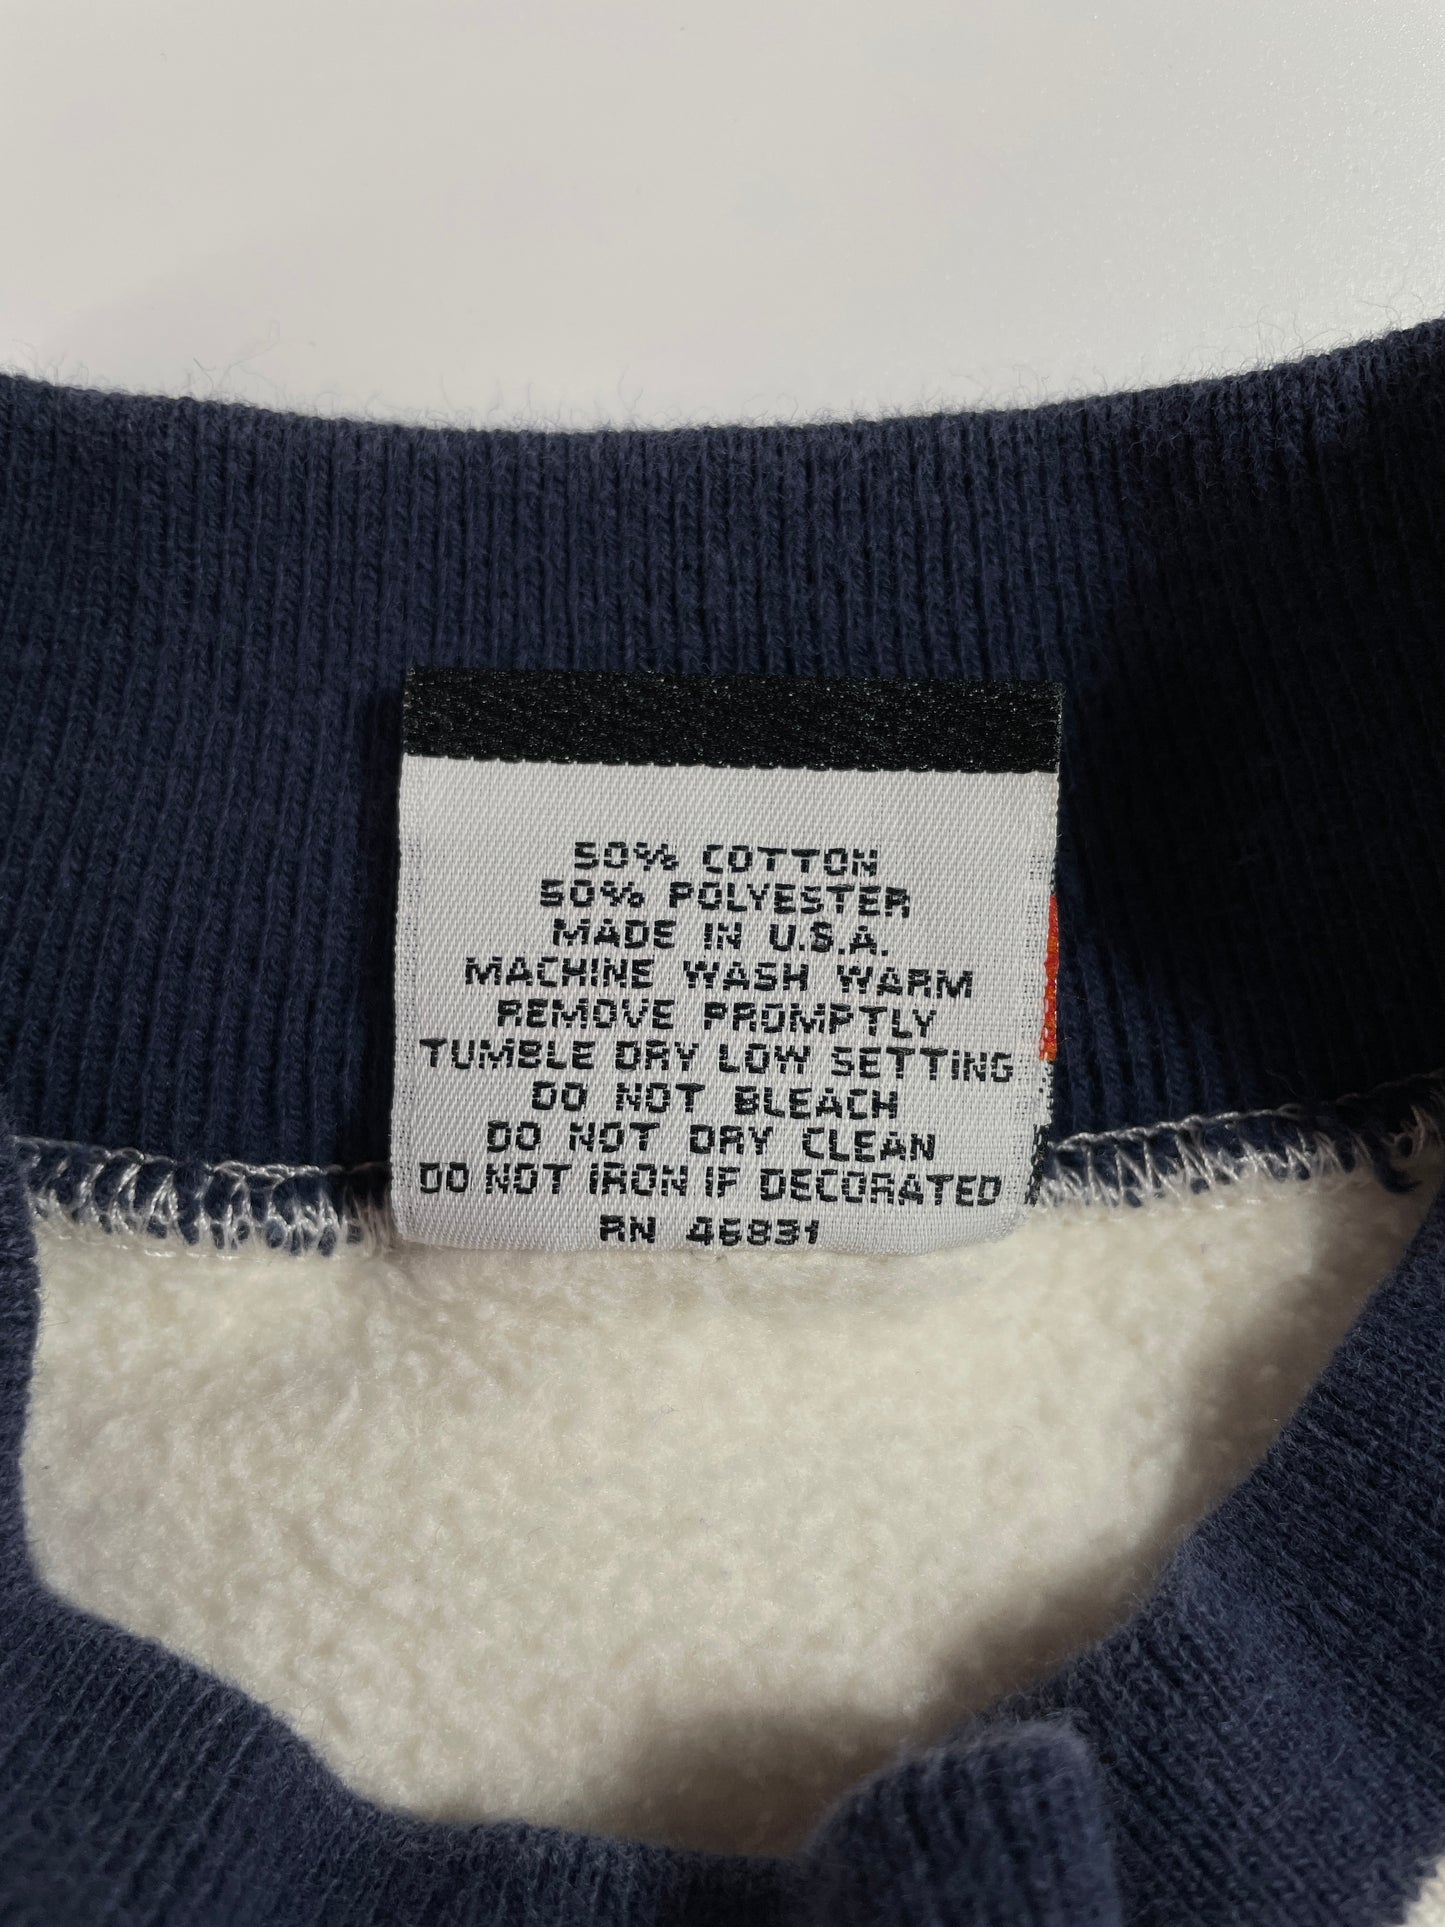 50% COTTON
50% POLYESTER
MADE IN U.S.A.
MACHINE WASH WARM
REMOVE PROMPTLY
TUMBLE DRY LOW SETTING
DO NOT BLEACH
DO NOT DRY CLEAN
DO NOT IRON IF DECORATED
RN 46831